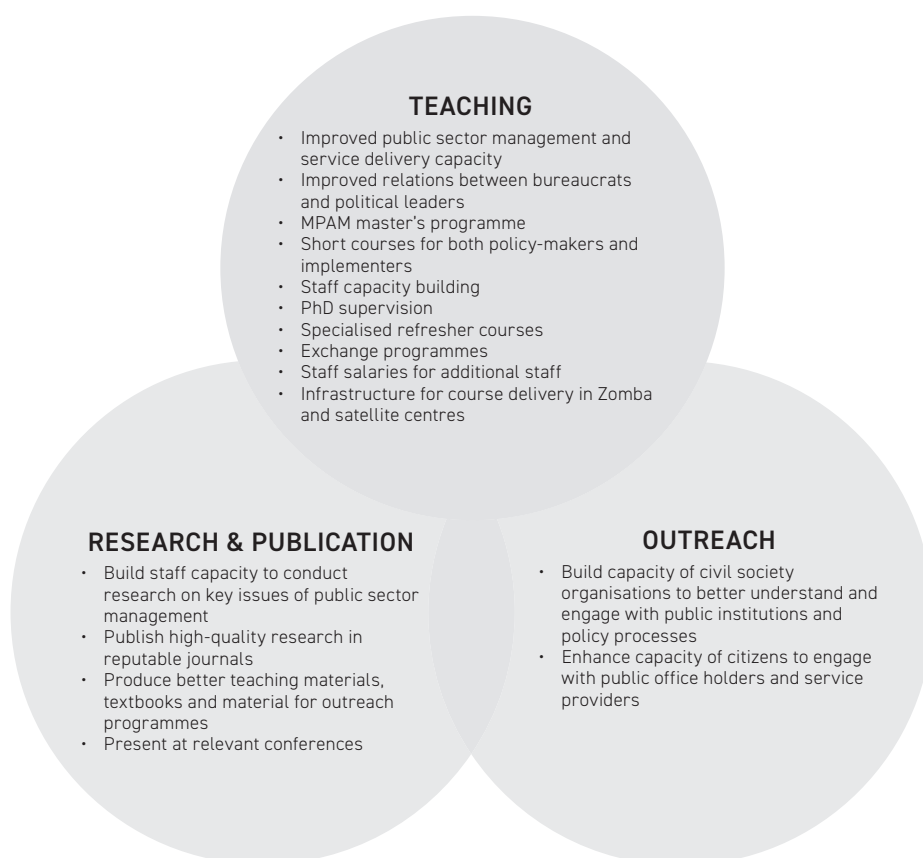 TEACHING
• Improved public sector management and
service delivery capacity
• Improved relations between bureaucrats
and political leaders
• MPAM master's programme
• Short courses for both policy-makers and
implementers
• Staff capacity building
• PhD supervision
• Specialised refresher courses
• Exchange programmes
• Staff salaries for additional staff
• Infrastructure for course delivery in Zomba
and satellite centres
RESEARCH & PUBLICATION
• Build staff capacity to conduct
research on key issues of public sector
management
• Publish high-quality research in
reputable journals
• Produce better teaching materials,
textbooks and material for outreach
programmes
• Present at relevant conferences
OUTREACH
• Build capacity of civil society
organisations to better understand and
engage with public institutions and
policy processes
• Enhance capacity of citizens to engage
with public office holders and service
providers